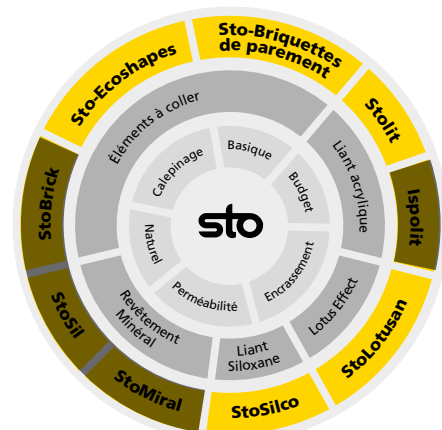 Sto-Briquettes
de parement
Stolit
Ispolit
StoLotusan
StoSilco
StoMiral
StoSil
StoBrick
Sto-Ecoshapes
Éléments à coller
Liant acrylique
Lotus Effect
Liant
Siloxane
Revêtement
Minéral
Calepinage
Basique
Budget
Encrassement
Perméabilité
Naturel
sto